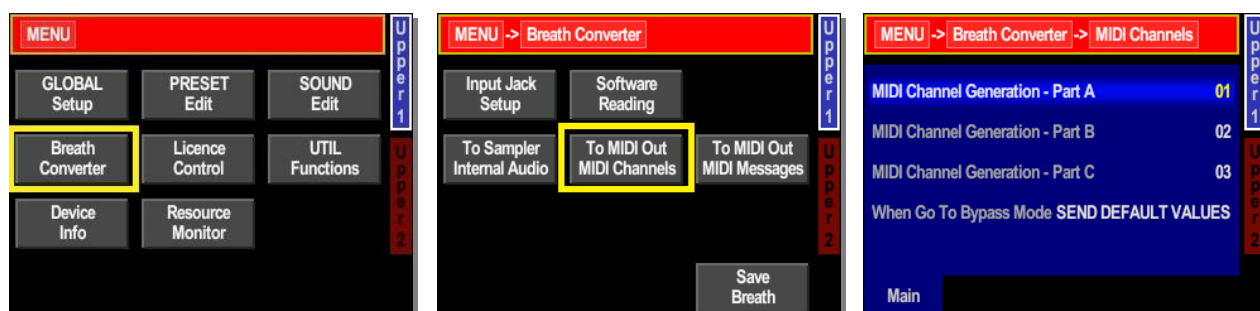 MENU
GLOBAL
Setup
PRESET
Edit
SOUND
Edit
Breath
Converter
Licence
Control
UTIL
Functions
Device
Info
Resource
Monitor
Upper 1
Upper 2
MENU -> Breath Converter
Input Jack
Setup
Software
Reading
To Sampler
Internal Audio
To MIDI Out
MIDI Channels
To MIDI Out
MIDI Messages
Save
Breath
Upper 1
Upper 2
MENU -> Breath Converter -> MIDI Channels
MIDI Channel Generation - Part A 01
MIDI Channel Generation - Part B 02
MIDI Channel Generation - Part C 03
When Go To Bypass Mode SEND DEFAULT VALUES
Main
Upper 1
Upper 2